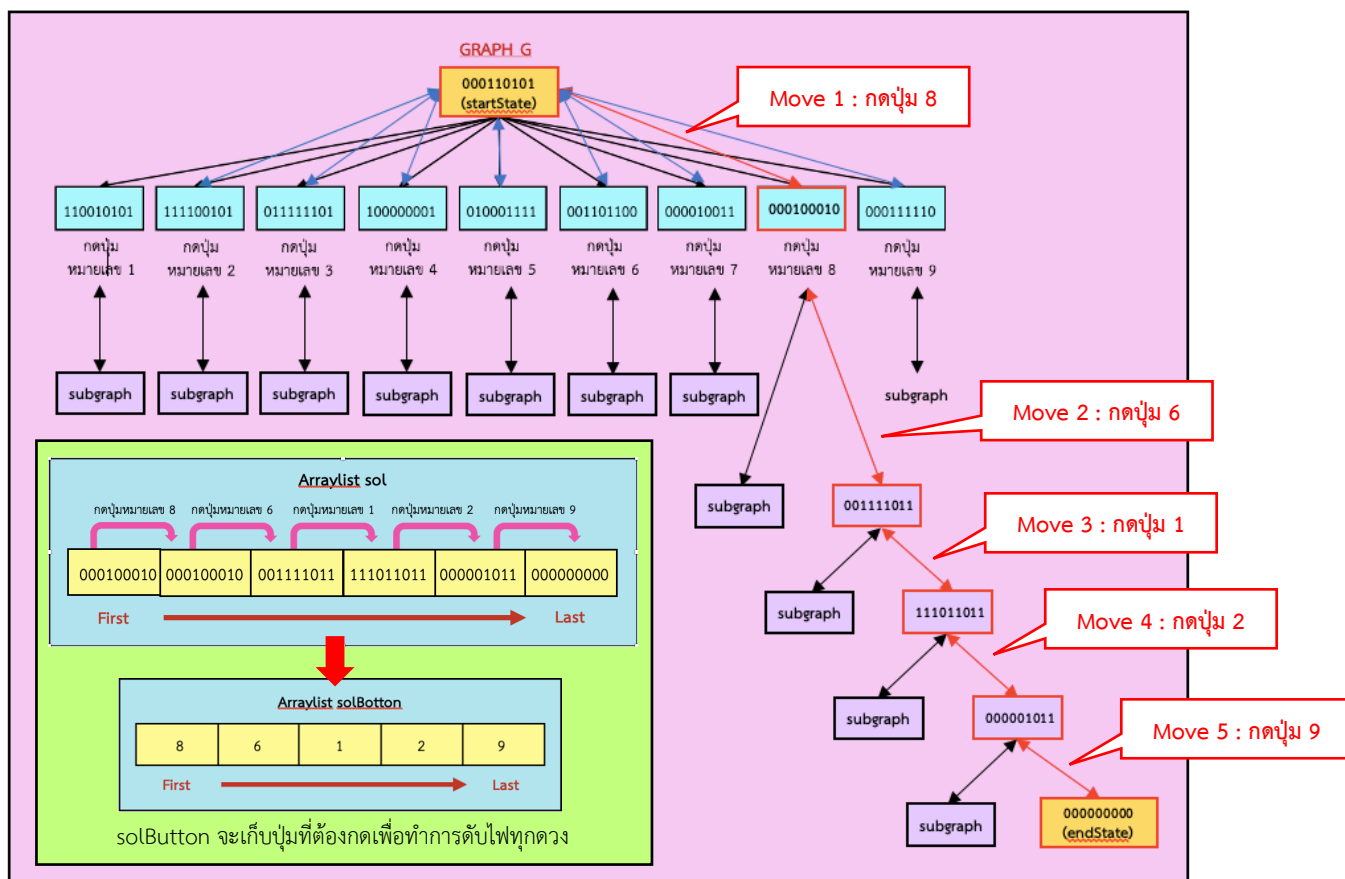 GRAPH G
000110101
(startState)
Move 1 : กดปุ่ม 8
110010101
111100101
011111101
100000001
010001111
001101100
000010011
000100010
000111110
กดปุ่ม
หมายเลข 1
กดปุ่ม
หมายเลข 2
กดปุ่ม
หมายเลข 3
กดปุ่ม
หมายเลข 4
กดปุ่ม
หมายเลข 5
กดปุ่ม
หมายเลข 6
กดปุ่ม
หมายเลข 7
กดปุ่ม
หมายเลข 8
กดปุ่ม
หมายเลข 9
subgraph
subgraph
subgraph
subgraph
subgraph
subgraph
subgraph
subgraph
Move 2 : กดปุ่ม 6
subgraph
001111011
Move 3 : กดปุ่ม 1
subgraph
111011011
Move 4 : กดปุ่ม 2
subgraph
000001011
Move 5 : กดปุ่ม 9
subgraph
000000000
(endState)
Arraylist sol
กดปุ่มหมายเลข 8
กดปุ่มหมายเลข 6
กดปุ่มหมายเลข 1
กดปุ่มหมายเลข 2
กดปุ่มหมายเลข 9
000100010
000100010
001111011
111011011
000001011
000000000
First
Last
Arraylist solBotton
8
6
1
2
9
First
Last
solButton จะเก็บปุ่มที่ต้องกดเพื่อทำการดับไฟทุกดวง